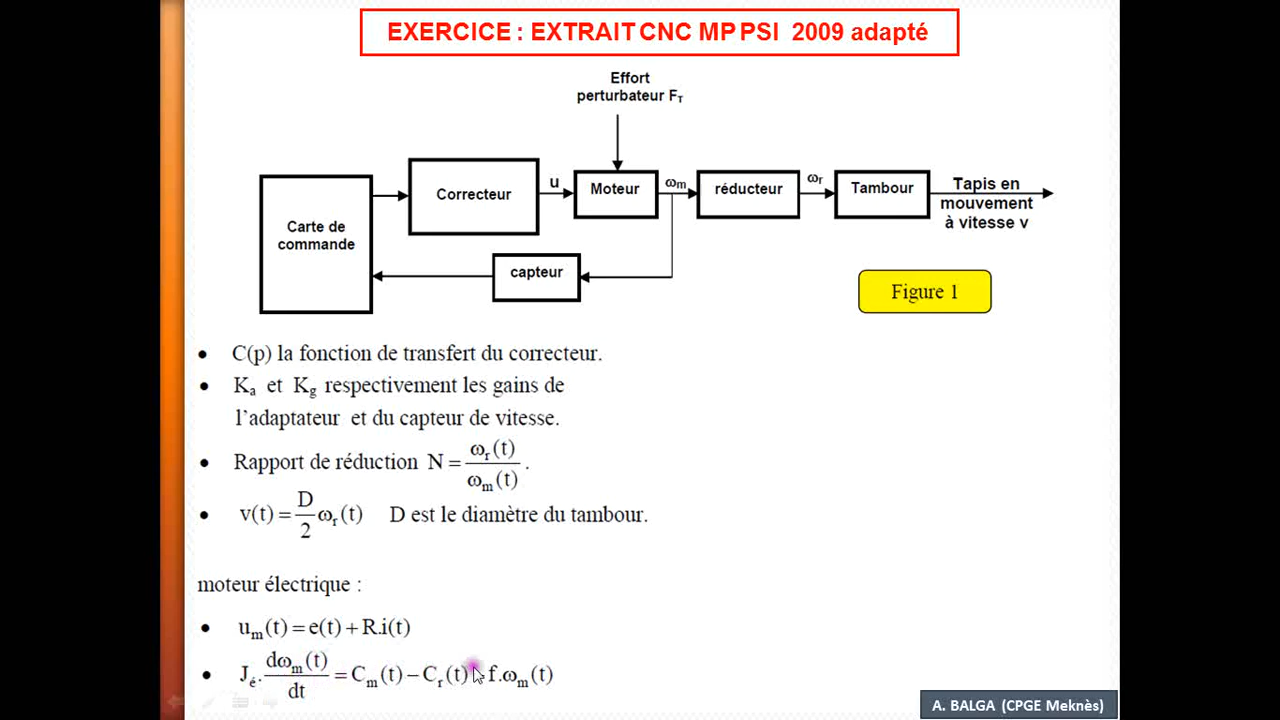 EXERCICE : EXTRAIT CNC MP PSI 2009 adapté
Effort
perturbateur F_T
Carte de
commande
Correcteur
u
Moteur
ω_m
réducteur
ω_r
Tambour
Tapis en
mouvement
à vitesse v
capteur
Figure 1
• C(p) la fonction de transfert du correcteur.
• K_a et K_g respectivement les gains de
l'adaptateur et du capteur de vitesse.
• Rapport de réduction N = ω_r(t) / ω_m(t) .
• v(t) = D/2 ω_r(t) D est le diamètre du tambour.
moteur électrique :
• u_m(t) = e(t) + R.i(t)
• J_é. dω_m(t)/dt = C_m(t) − C_r(t) f.ω_m(t)
A. BALGA (CPGE Meknès)